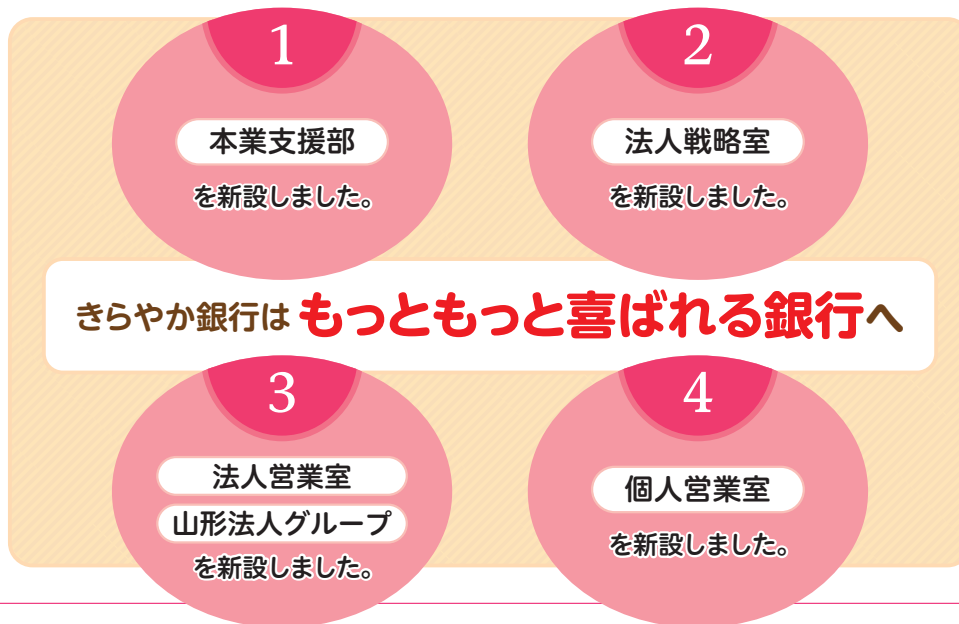 1
本業支援部
を新設しました。
2
法人戦略室
を新設しました。
きらやか銀行はもっともっと喜ばれる銀行へ
3
法人営業室
山形法人グループ
を新設しました。
4
個人営業室
を新設しました。